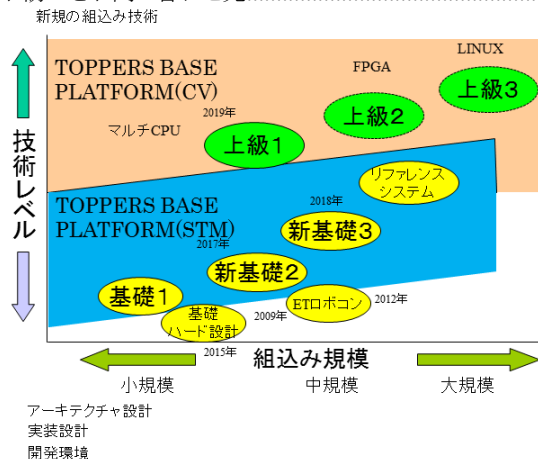 新規の組込み技術
TOPPERS BASE
PLATFORM(CV)
LINUX
FPGA
上級3
上級2
2019年
マルチCPU
上級1
技術レベル
リファレンス
システム
TOPPERS BASE
PLATFORM(STM)
2018年
新基礎3
2017年
新基礎2
基礎1
ETロボコン
2012年
2009年
基礎
ハード設計
2015年
組込み規模
小規模
中規模
大規模
アーキテクチャ設計
実装設計
開発環境